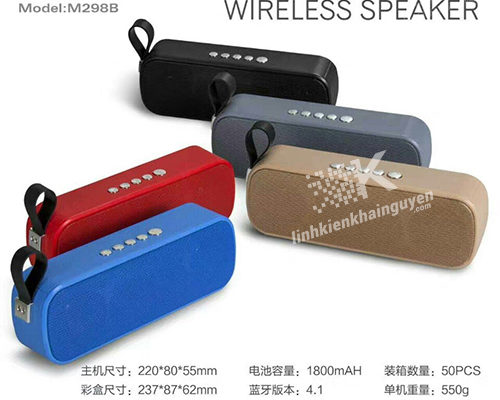 Model:M298B
WIRELESS SPEAKER
linhkienkhainguyen
主机尺寸: 220*80*55mm 电池容量: 1800mAH 装箱数量: 50PCS
彩盒尺寸: 237*87*62mm 蓝牙版本: 4.1 单机重量: 550g